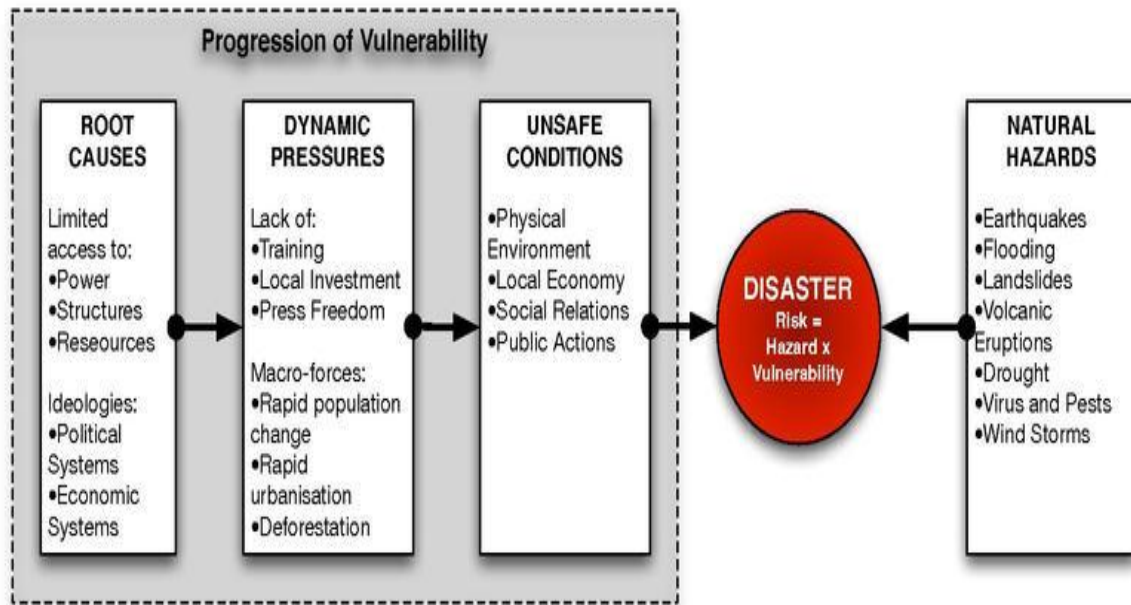 Progression of Vulnerability
ROOT
CAUSES
Limited
access to:
•Power
•Structures
•Reseources
Ideologies:
•Political
Systems
•Economic
Systems
DYNAMIC
PRESSURES
Lack of:
•Training
•Local Investment
•Press Freedom
Macro-forces:
•Rapid population
change
•Rapid
urbanisation
•Deforestation
UNSAFE
CONDITIONS
•Physical
Environment
•Local Economy
•Social Relations
•Public Actions
DISASTER
Risk =
Hazard x
Vulnerability
NATURAL
HAZARDS
•Earthquakes
•Flooding
•Landslides
•Volcanic
Eruptions
•Drought
•Virus and Pests
•Wind Storms